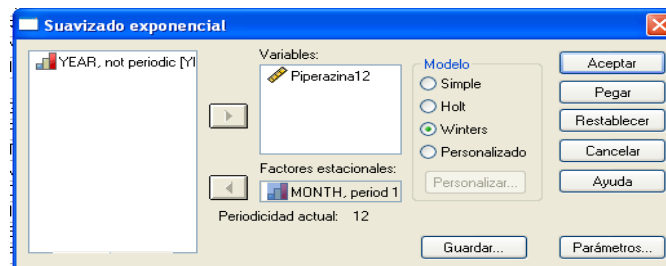 Suavizado exponencial
YEAR, not periodic [YI
Variables:
Piperazina12
Factores estacionales:
MONTH, period 1
Periodicidad actual: 12
Modelo
Simple
Holt
Winters
Personalizado
Personalizar...
Guardar...
Aceptar
Pegar
Restablecer
Cancelar
Ayuda
Parámetros...